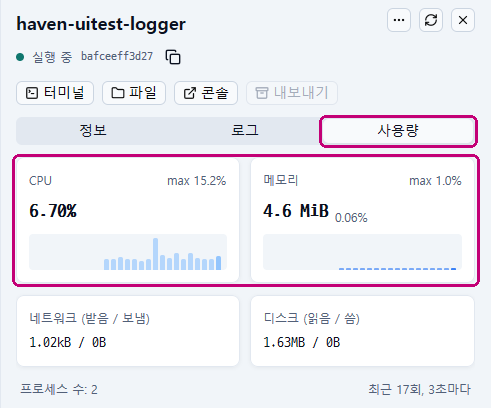 haven-uitest-logger
실행 중 bafceeff3d27
터미널 파일 콘솔 내보내기
정보 로그 사용량
CPU max 15.2%
6.70%
메모리 max 1.0%
4.6 MiB 0.06%
네트워크 (받음 / 보냄)
1.02kB / 0B
디스크 (읽음 / 씀)
1.63MB / 0B
프로세스 수: 2 최근 17회, 3초마다